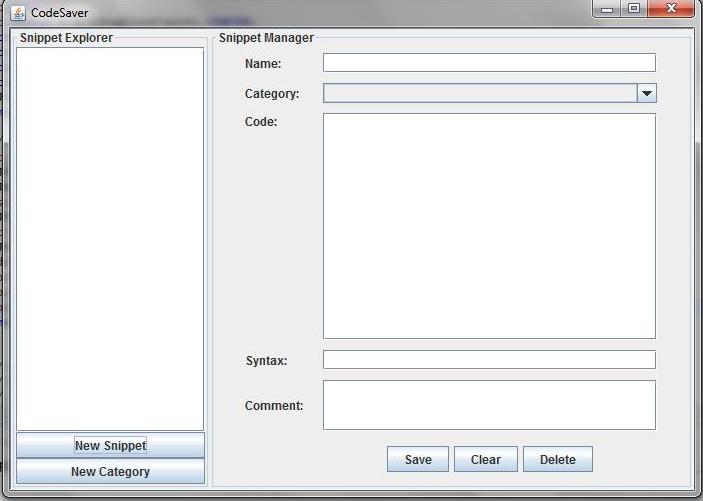 CodeSaver
Snippet Explorer
New Snippet
New Category
Snippet Manager
Name:
Category:
Code:
Syntax:
Comment:
Save Clear Delete